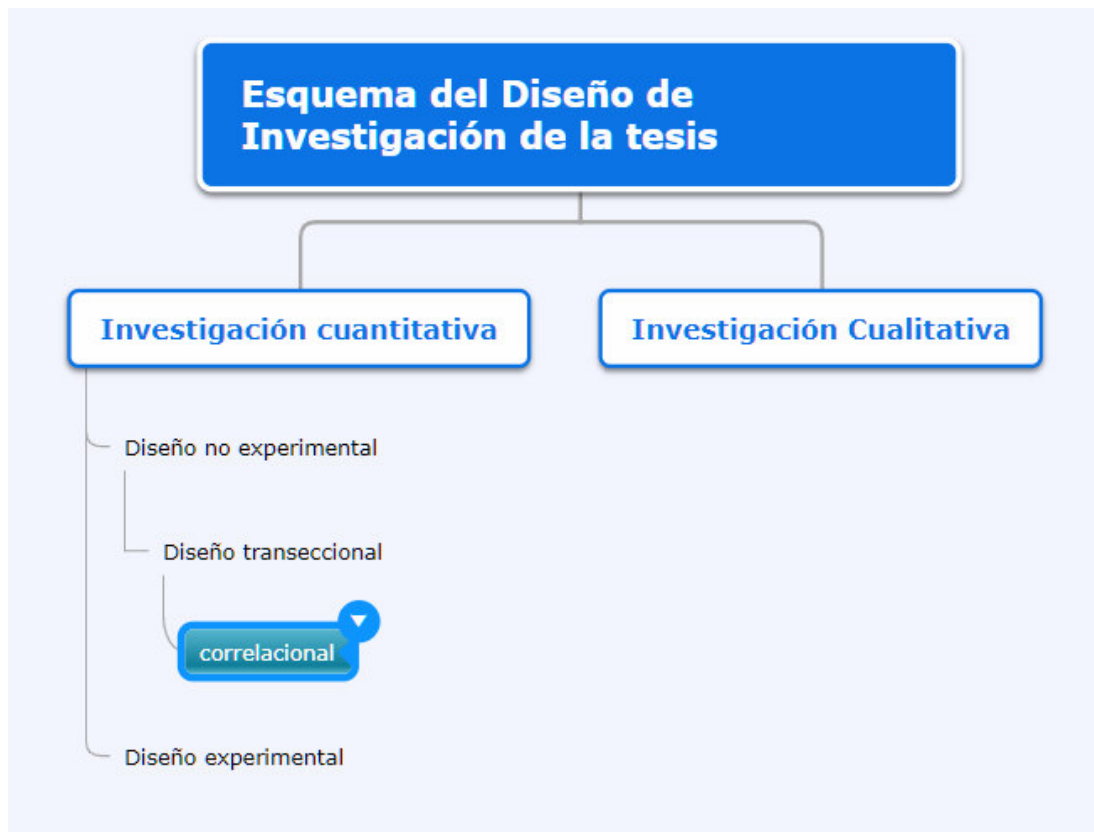 Esquema del Diseño de
Investigación de la tesis
Investigación cuantitativa
Investigación Cualitativa
Diseño no experimental
Diseño transeccional
correlacional
Diseño experimental